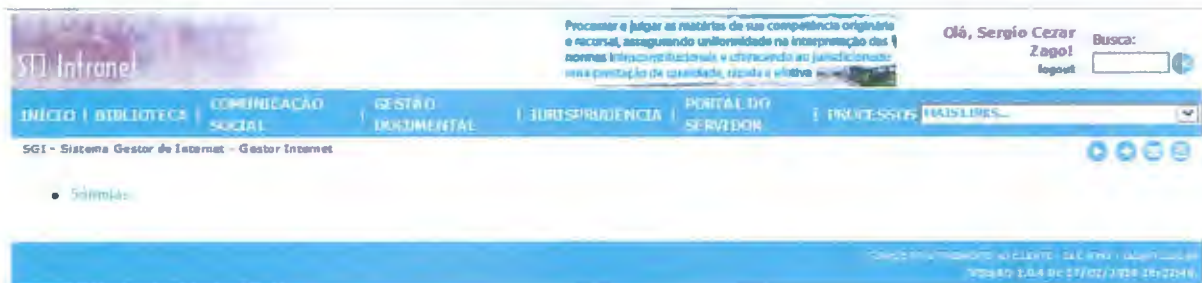 STJ Intranet
Processar e julgar as matérias de sua competência originária
e recursal, assegurando uniformidade na interpretação das
normas infraconstitucionais e oferecendo ao jurisdicionado
uma prestação de qualidade, rápida e efetiva
Olá, Sergio Cezar
Zago!
logout
Busca:
INÍCIO | BIBLIOTECA | COMUNICAÇÃO SOCIAL | GESTÃO DOCUMENTAL | JURISPRUDÊNCIA | PORTAL DO SERVIDOR | PROCESSOS MAIS LINKS...
SGI - Sistema Gestor de Internet - Gestor Internet
• Súmulas